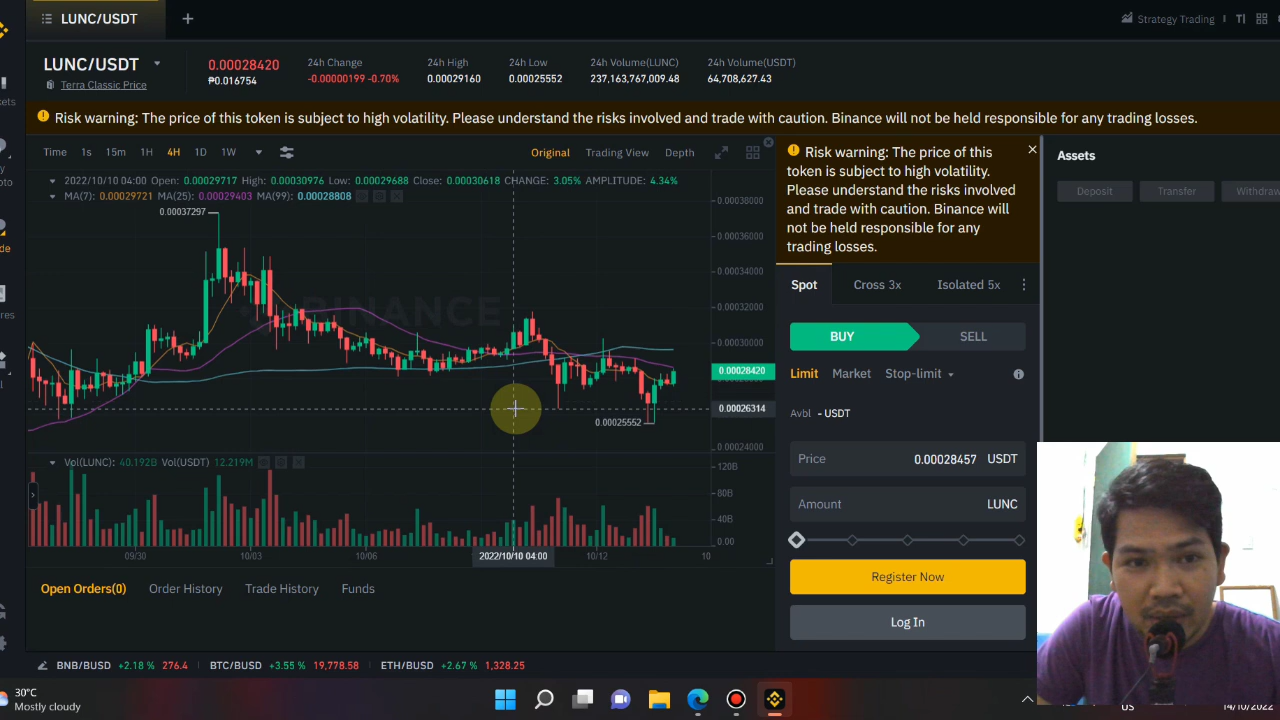 LUNC/USDT
Strategy Trading
LUNC/USDT
Terra Classic Price
0.00028420
₱0.016754
24h Change
-0.00000199 -0.70%
24h High
0.00029160
24h Low
0.00025552
24h Volume(LUNC)
237,163,767,009.48
24h Volume(USDT)
64,708,627.43
Risk warning: The price of this token is subject to high volatility. Please understand the risks involved and trade with caution. Binance will not be held responsible for any trading losses.
Time 1s 15m 1H 4H 1D 1W
Original Trading View Depth
2022/10/10 04:00 Open: 0.00029717 High: 0.00030976 Low: 0.00029688 Close: 0.00030618 CHANGE: 3.05% AMPLITUDE: 4.34%
MA(7): 0.00029721 MA(25): 0.00029403 MA(99): 0.00028808
0.00037297
BINANCE
0.00025552
0.00038000
0.00036000
0.00034000
0.00032000
0.00030000
0.00028420
0.00026314
0.00024000
Vol(LUNC): 40.192B Vol(USDT) 12.219M
120B
80B
40B
0.00
09/30 10/03 10/06 2022/10/10 04:00 10/12 10
Open Orders(0) Order History Trade History Funds
Risk warning: The price of this
token is subject to high volatility.
Please understand the risks involved
and trade with caution. Binance will
not be held responsible for any
trading losses.
Spot Cross 3x Isolated 5x
BUY SELL
Limit Market Stop-limit
Avbl - USDT
Price 0.00028457 USDT
Amount LUNC
Register Now
Log In
Assets
Deposit Transfer Withdraw
BNB/BUSD +2.18 % 276.4 BTC/BUSD +3.55 % 19,778.58 ETH/BUSD +2.67 % 1,328.25
30°C
Mostly cloudy
US
14/10/2022